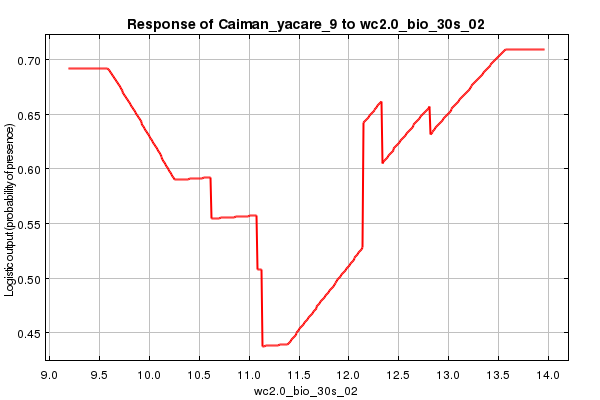 Response of Caiman_yacare_9 to wc2.0_bio_30s_02
Logistic output (probability of presence)
0.70
0.65
0.60
0.55
0.50
0.45
9.0 9.5 10.0 10.5 11.0 11.5 12.0 12.5 13.0 13.5 14.0
wc2.0_bio_30s_02